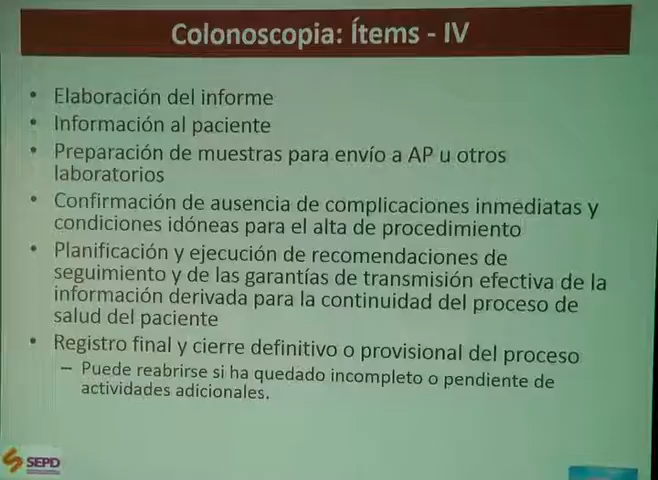 Colonoscopia: Ítems - IV
• Elaboración del informe
• Información al paciente
• Preparación de muestras para envío a AP u otros
laboratorios
• Confirmación de ausencia de complicaciones inmediatas y
condiciones idóneas para el alta de procedimiento
• Planificación y ejecución de recomendaciones de
seguimiento y de las garantías de transmisión efectiva de la
información derivada para la continuidad del proceso de
salud del paciente
• Registro final y cierre definitivo o provisional del proceso
– Puede reabrirse si ha quedado incompleto o pendiente de
actividades adicionales.
SEPD